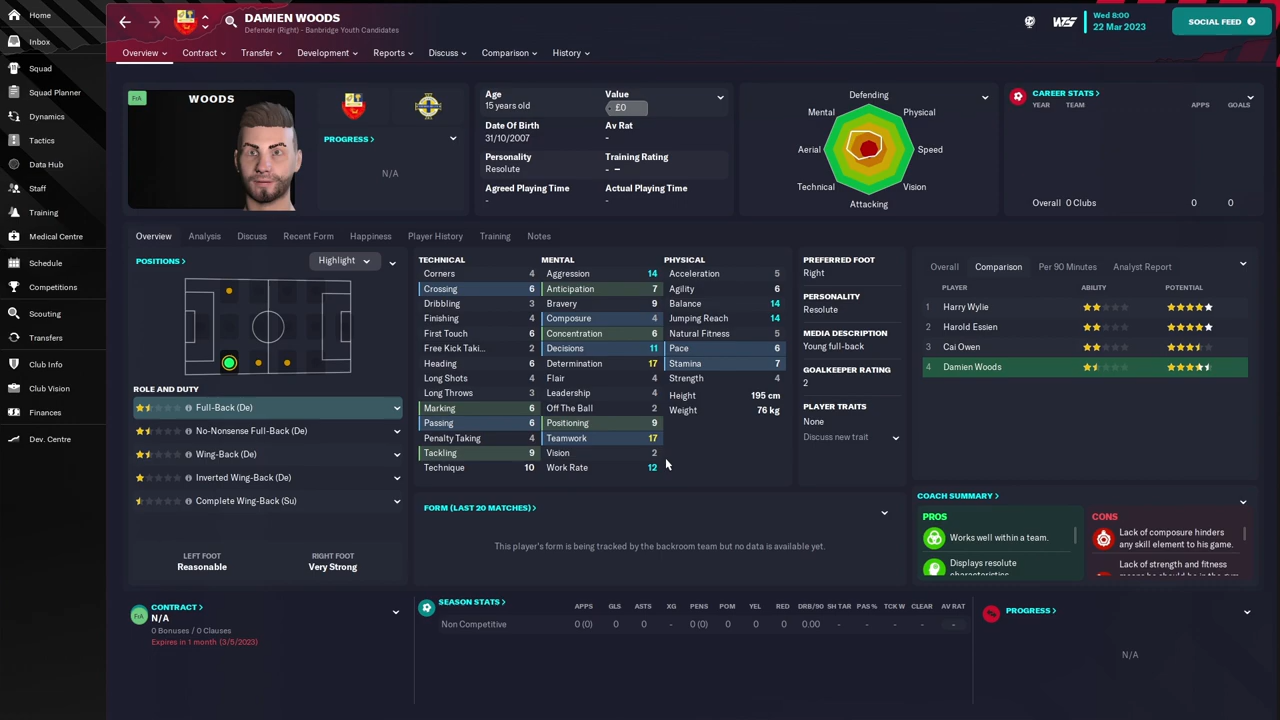 Home
Inbox
Squad
Squad Planner
Dynamics
Tactics
Data Hub
Staff
Training
Medical Centre
Schedule
Competitions
Scouting
Transfers
Club Info
Club Vision
Finances
Dev. Centre
DAMIEN WOODS
Defender (Right) - Banbridge Youth Candidates
Wed 8:00
22 Mar 2023
SOCIAL FEED
Overview
Contract
Transfer
Development
Reports
Discuss
Comparison
History
FrA
WOODS
PROGRESS
N/A
Age
15 years old
Value
£0
Date Of Birth
31/10/2007
Av Rat
Personality
Resolute
Training Rating
- –
Agreed Playing Time
-
Actual Playing Time
-
Defending
Mental
Physical
Aerial
Speed
Technical
Vision
Attacking
CAREER STATS
YEAR TEAM APPS GOALS
Overall 0 Clubs 0 0
Overview
Analysis
Discuss
Recent Form
Happiness
Player History
Training
Notes
POSITIONS
Highlight
ROLE AND DUTY
Full-Back (De)
No-Nonsense Full-Back (De)
Wing-Back (De)
Inverted Wing-Back (De)
Complete Wing-Back (Su)
LEFT FOOT
Reasonable
RIGHT FOOT
Very Strong
TECHNICAL
Corners 4
Crossing 6
Dribbling 3
Finishing 4
First Touch 6
Free Kick Taki... 2
Heading 6
Long Shots 4
Long Throws 3
Marking 6
Passing 6
Penalty Taking 4
Tackling 9
Technique 10
MENTAL
Aggression 14
Anticipation 7
Bravery 9
Composure 4
Concentration 6
Decisions 11
Determination 17
Flair 4
Leadership 4
Off The Ball 2
Positioning 9
Teamwork 17
Vision 2
Work Rate 12
PHYSICAL
Acceleration 5
Agility 6
Balance 14
Jumping Reach 14
Natural Fitness 5
Pace 6
Stamina 7
Strength 4
Height 195 cm
Weight 76 kg
PREFERRED FOOT
Right
PERSONALITY
Resolute
MEDIA DESCRIPTION
Young full-back
GOALKEEPER RATING
2
PLAYER TRAITS
None
Discuss new trait
Overall
Comparison
Per 90 Minutes
Analyst Report
PLAYER ABILITY POTENTIAL
1 Harry Wylie
2 Harold Essien
3 Cai Owen
4 Damien Woods
COACH SUMMARY
PROS
Works well within a team.
Displays resolute
characteristics.
CONS
Lack of composure hinders
any skill element to his game.
Lack of strength and fitness
means he should be in the gym
FORM (LAST 20 MATCHES)
This player's form is being tracked by the backroom team but no data is available yet.
FrA
CONTRACT
N/A
0 Bonuses / 0 Clauses
Expires in 1 month (3/5/2023)
SEASON STATS
APPS GLS ASTS XG PENS POM YEL RED DRB/90 SH TAR PAS % TCK W CLEAR AV RAT
Non Competitive 0 (0) 0 0 - 0 (0) 0 0 0 0.00 - - - - -
PROGRESS
N/A